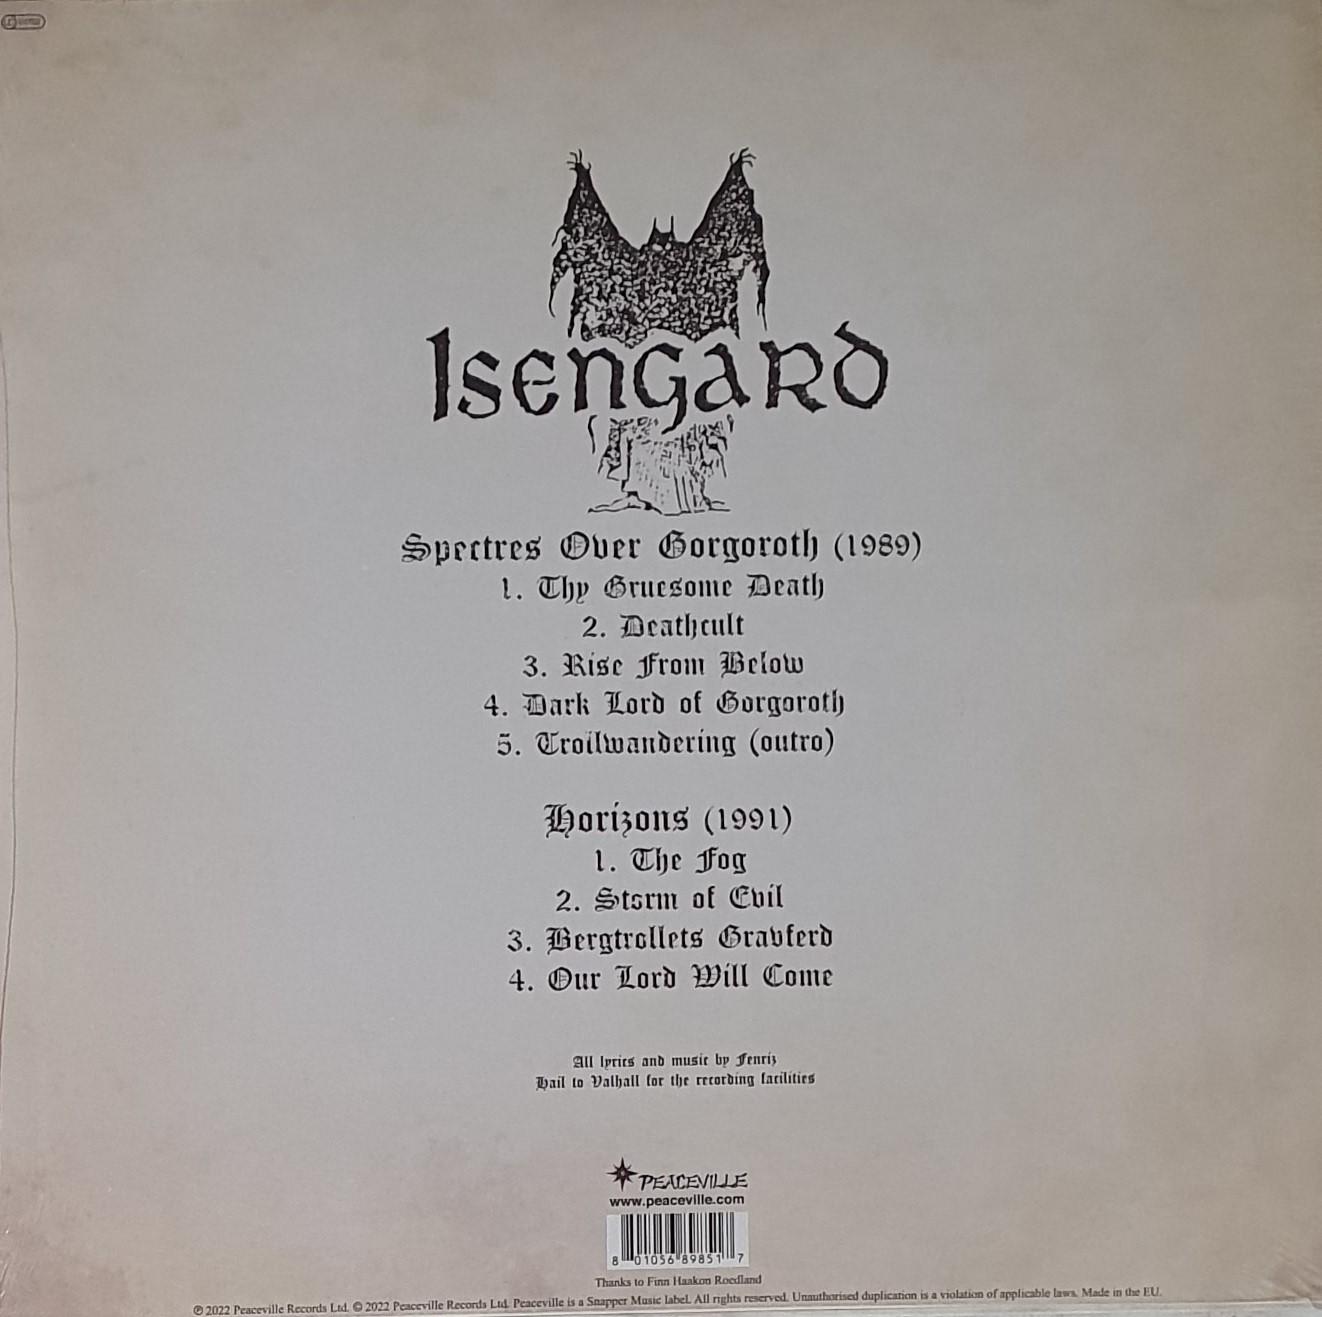 Isengard
Spectres Over Gorgoroth (1989)
1. Thy Gruesome Death
2. Deathcult
3. Rise From Below
4. Dark Lord of Gorgoroth
5. Trollwandering (outro)
Horizons (1991)
1. The Fog
2. Storm of Evil
3. Bergtrollets Gravferd
4. Our Lord Will Come
All lyrics and music by Fenriz
Hail to Valhall for the recording facilities
PEACEVILLE
www.peaceville.com
8 01056 89851 7
Thanks to Finn Haakon Roedland
℗ 2022 Peaceville Records Ltd. © 2022 Peaceville Records Ltd. Peaceville is a Snapper Music label. All rights reserved. Unauthorised duplication is a violation of applicable laws. Made in the EU.